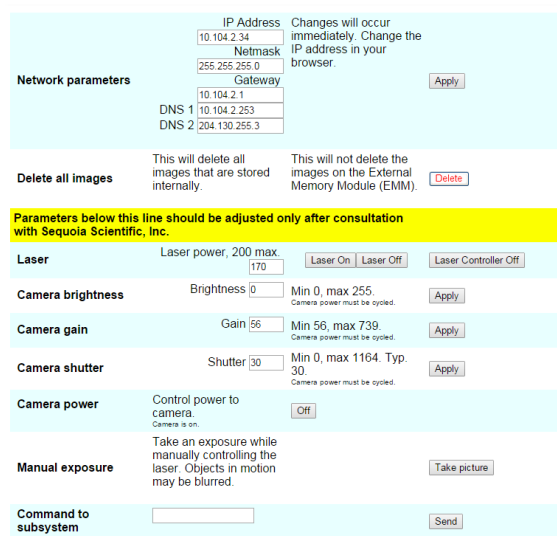 IP Address
10.104.2.34
Netmask
255.255.255.0
Gateway
10.104.2.1
DNS 1 10.104.2.253
DNS 2 204.130.255.3
Changes will occur
immediately. Change the
IP address in your
browser.
Network parameters
Apply
Delete all images
This will delete all
images that are stored
internally.
This will not delete the
images on the External
Memory Module (EMM).
Delete
Parameters below this line should be adjusted only after consultation
with Sequoia Scientific, Inc.
Laser
Laser power, 200 max.
170
Laser On Laser Off
Laser Controller Off
Camera brightness
Brightness 0
Min 0, max 255.
Camera power must be cycled.
Apply
Camera gain
Gain 56
Min 56, max 739.
Camera power must be cycled.
Apply
Camera shutter
Shutter 30
Min 0, max 1164. Typ.
30.
Camera power must be cycled.
Apply
Camera power
Control power to
camera.
Camera is on.
Off
Manual exposure
Take an exposure while
manually controlling the
laser. Objects in motion
may be blurred.
Take picture
Command to
subsystem
Send